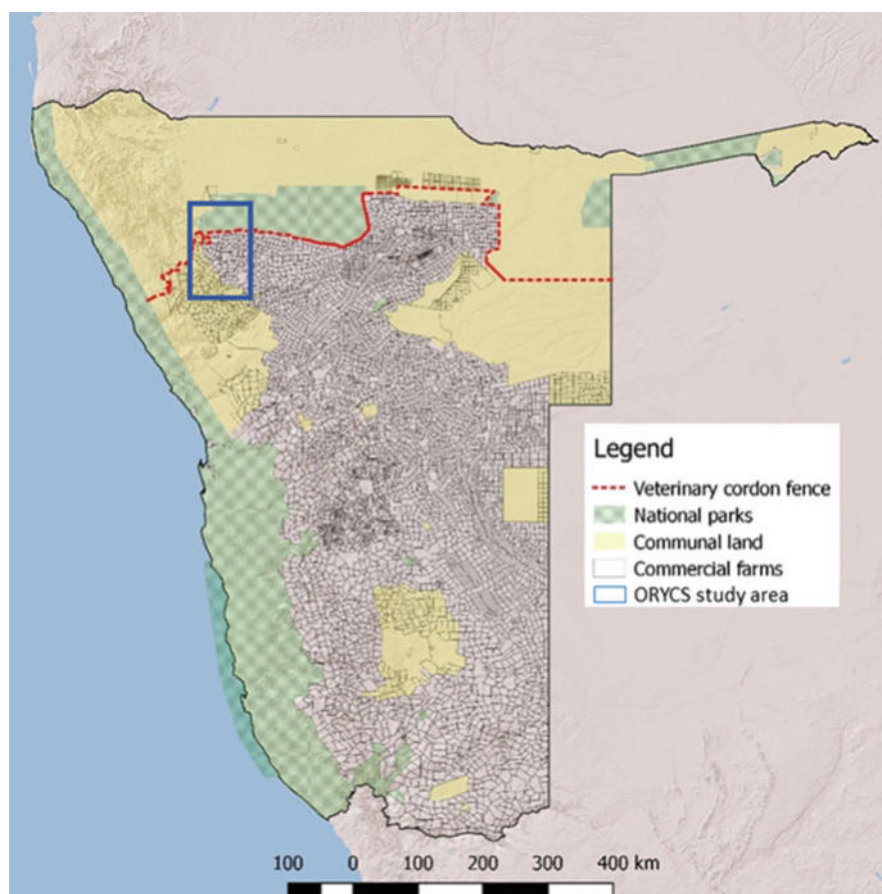 Legend
Veterinary cordon fence
National parks
Communal land
Commercial farms
ORYCS study area
100 0 100 200 300 400 km